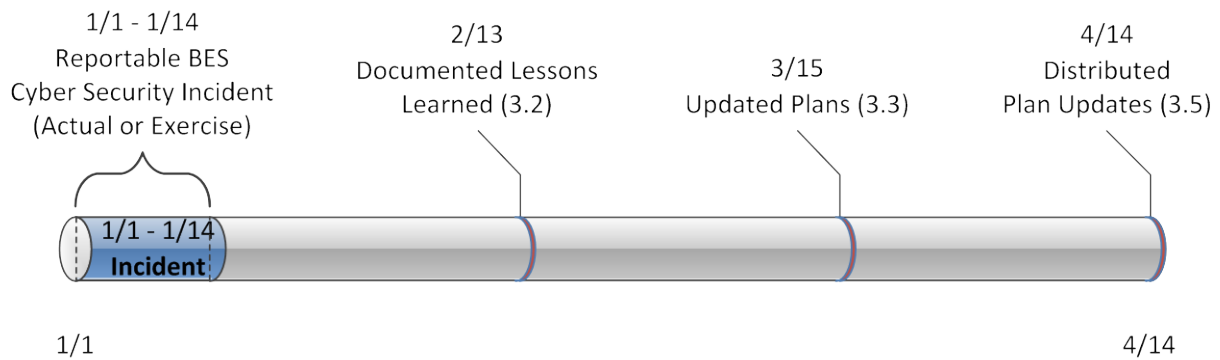 1/1 - 1/14
Reportable BES
Cyber Security Incident
(Actual or Exercise)
2/13
Documented Lessons
Learned (3.2)
3/15
Updated Plans (3.3)
4/14
Distributed
Plan Updates (3.5)
1/1 - 1/14
Incident
1/1
4/14